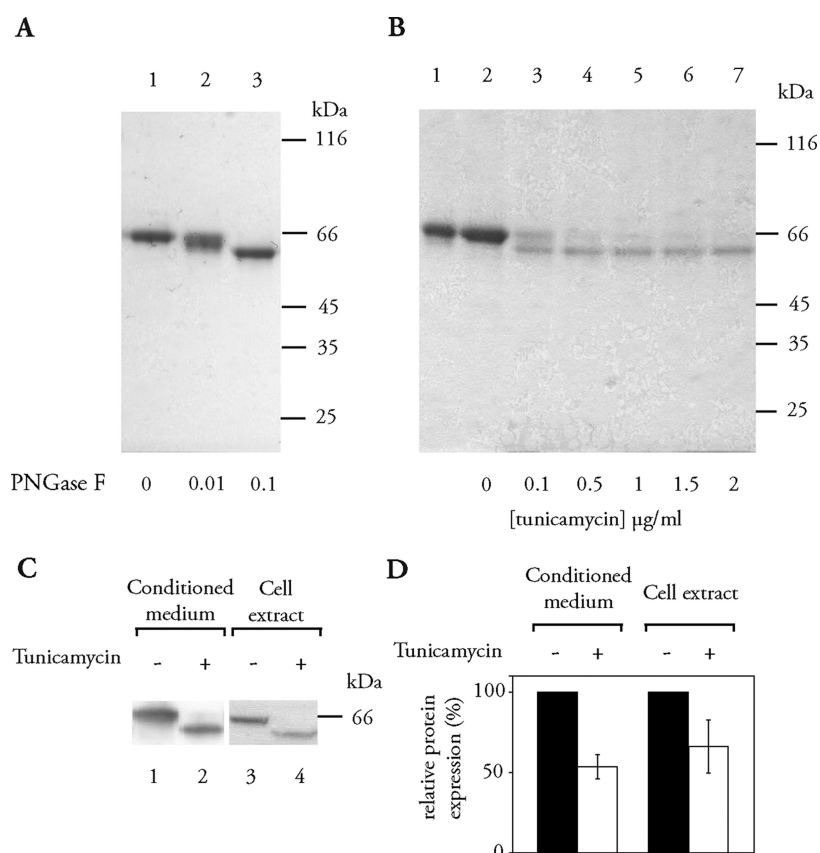 A
1 2 3
kDa
116
66
45
35
25
PNGase F 0 0.01 0.1
B
1 2 3 4 5 6 7
kDa
116
66
45
35
25
0 0.1 0.5 1 1.5 2
[tunicamycin] µg/ml
C
Conditioned
medium
Cell
extract
Tunicamycin - + - +
kDa
66
1 2 3 4
D
Conditioned
medium
Cell extract
Tunicamycin - + - +
relative protein
expression (%)
100
50
0